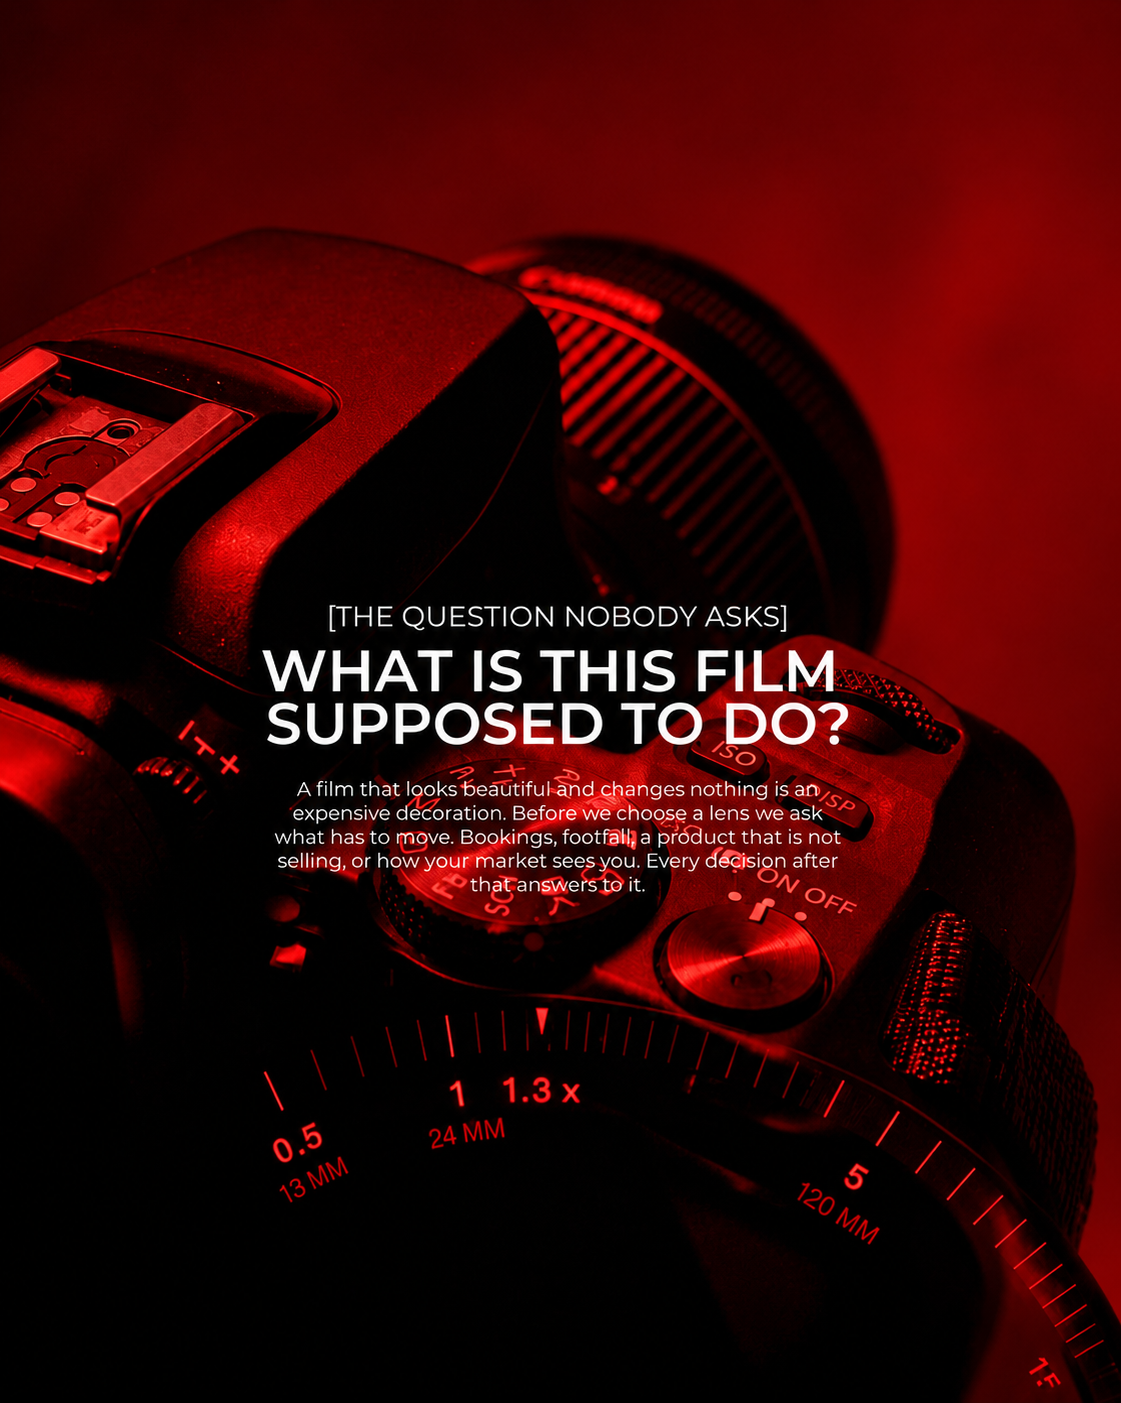 [THE QUESTION NOBODY ASKS]
WHAT IS THIS FILM
SUPPOSED TO DO?
ISO
DISP
A film that looks beautiful and changes nothing is an
expensive decoration. Before we choose a lens we ask
what has to move. Bookings, footfall, a product that is not
selling, or how your market sees you. Every decision after
that answers to it.
ON OFF
SCN
1 1.3 x
24 MM
0.5
13 MM
5
120 MM